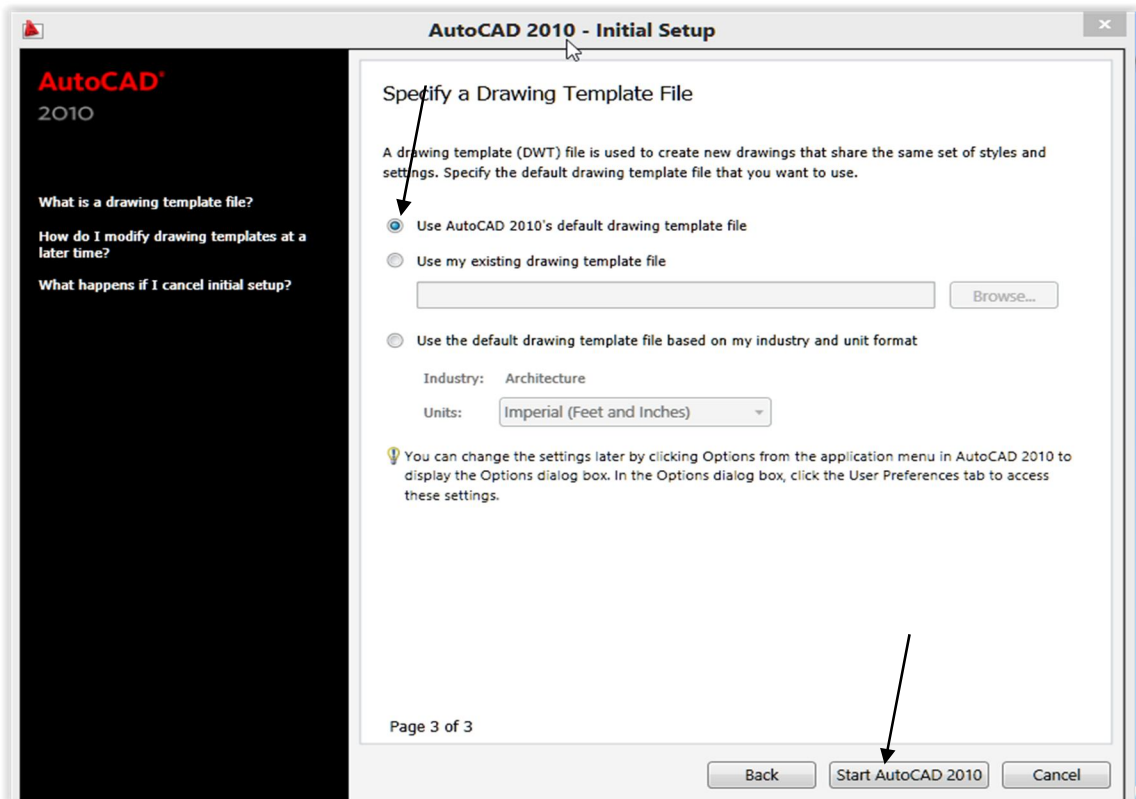 AutoCAD 2010 - Initial Setup
AutoCAD®
2010
What is a drawing template file?
How do I modify drawing templates at a
later time?
What happens if I cancel initial setup?
Specify a Drawing Template File
A drawing template (DWT) file is used to create new drawings that share the same set of styles and
settings. Specify the default drawing template file that you want to use.
Use AutoCAD 2010's default drawing template file
Use my existing drawing template file
Browse...
Use the default drawing template file based on my industry and unit format
Industry: Architecture
Units: Imperial (Feet and Inches)
You can change the settings later by clicking Options from the application menu in AutoCAD 2010 to
display the Options dialog box. In the Options dialog box, click the User Preferences tab to access
these settings.
Page 3 of 3
Back Start AutoCAD 2010 Cancel